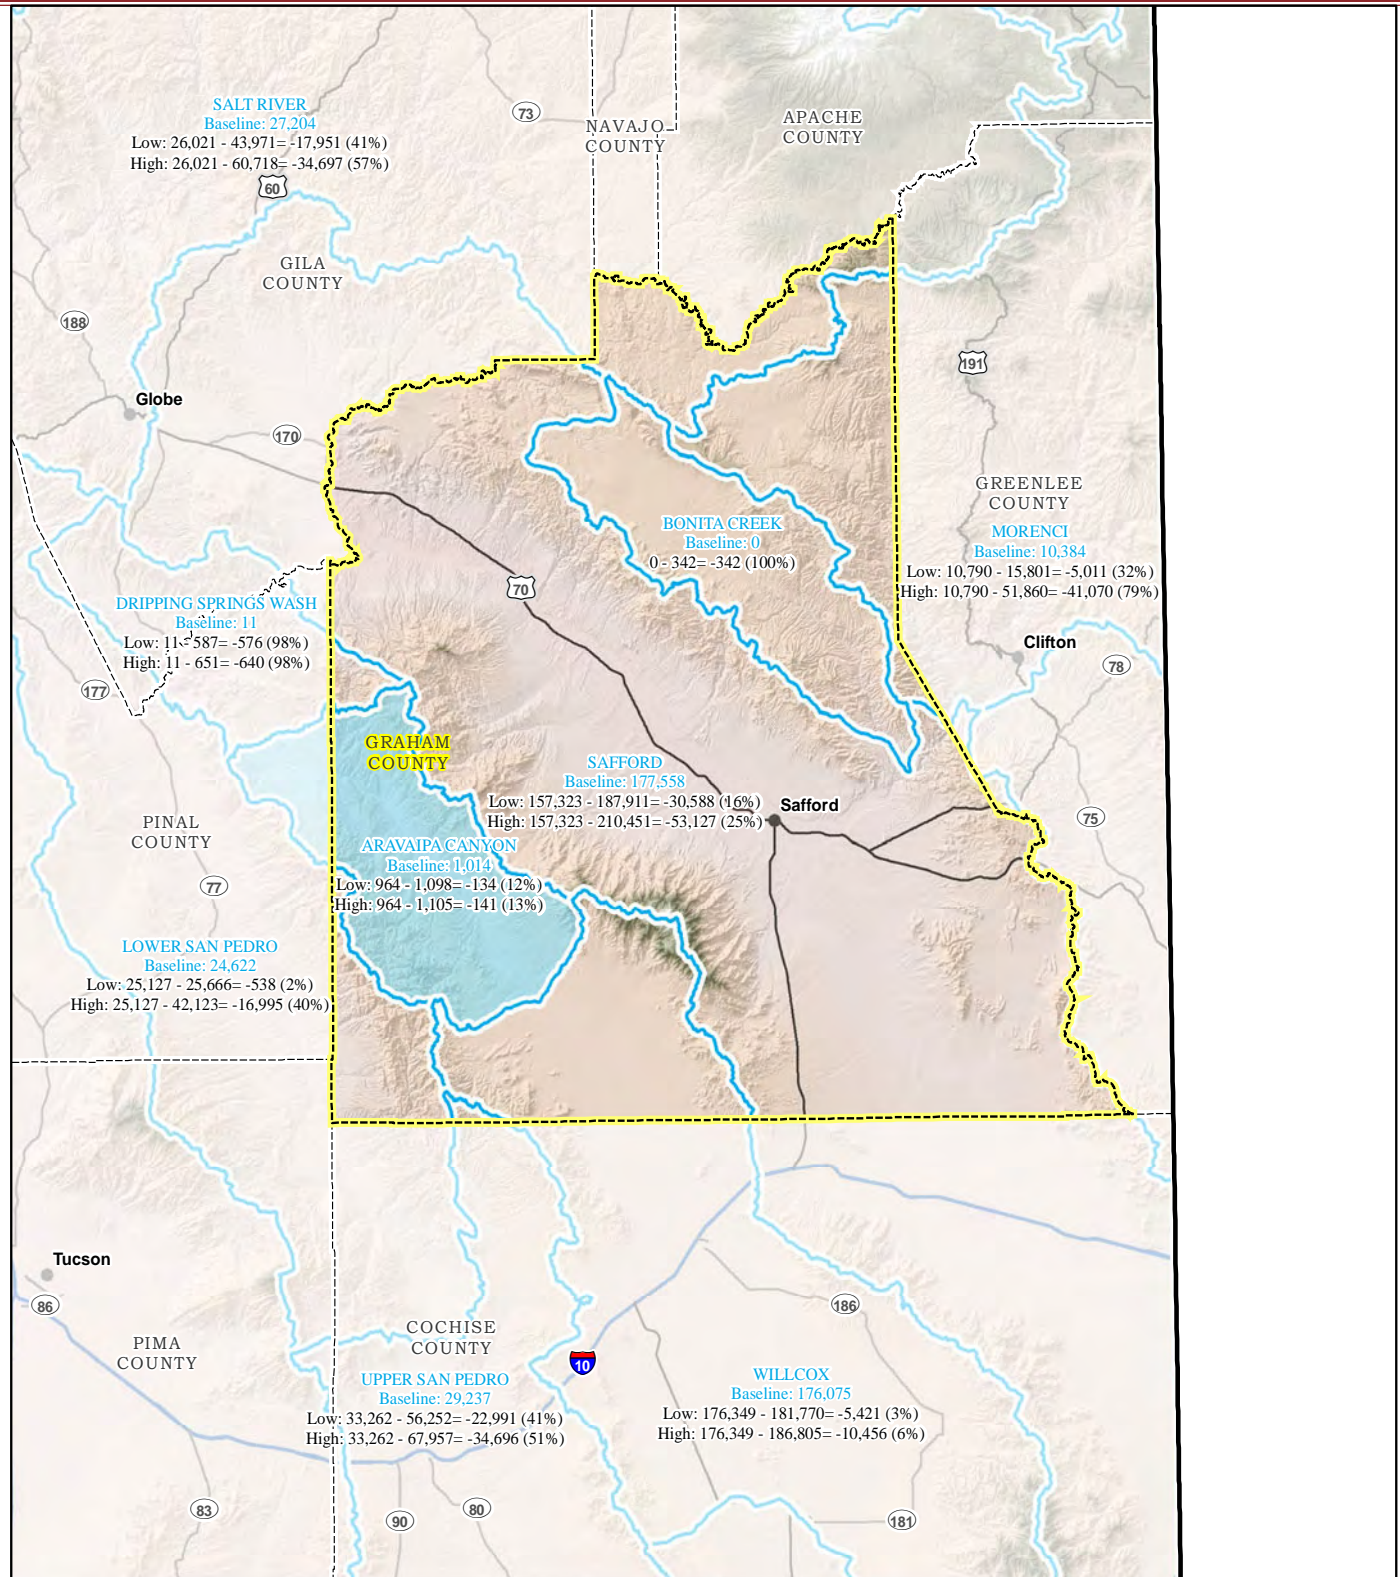 SALT RIVER
Baseline: 27,204
Low: 26,021 - 43,971= -17,951 (41%)
High: 26,021 - 60,718= -34,697 (57%)
60
73
NAVAJO
COUNTY
APACHE
COUNTY
GILA
COUNTY
188
191
Globe
170
GREENLEE
COUNTY
MORENCI
Baseline: 10,384
Low: 10,790 - 15,801= -5,011 (32%)
High: 10,790 - 51,860= -41,070 (79%)
BONITA CREEK
Baseline: 0
0 - 342= -342 (100%)
70
DRIPPING SPRINGS WASH
Baseline: 11
Low: 11 - 587= -576 (98%)
High: 11 - 651= -640 (98%)
Clifton
78
177
GRAHAM
COUNTY
SAFFORD
Baseline: 177,558
Low: 157,323 - 187,911= -30,588 (16%)
High: 157,323 - 210,451= -53,127 (25%)
Safford
75
PINAL
COUNTY
77
ARAVAIPA CANYON
Baseline: 1,014
Low: 964 - 1,098= -134 (12%)
High: 964 - 1,105= -141 (13%)
LOWER SAN PEDRO
Baseline: 24,622
Low: 25,127 - 25,666= -538 (2%)
High: 25,127 - 42,123= -16,995 (40%)
Tucson
86
PIMA
COUNTY
COCHISE
COUNTY
186
10
UPPER SAN PEDRO
Baseline: 29,237
Low: 33,262 - 56,252= -22,991 (41%)
High: 33,262 - 67,957= -34,696 (51%)
WILLCOX
Baseline: 176,075
Low: 176,349 - 181,770= -5,421 (3%)
High: 176,349 - 186,805= -10,456 (6%)
83
90
80
181